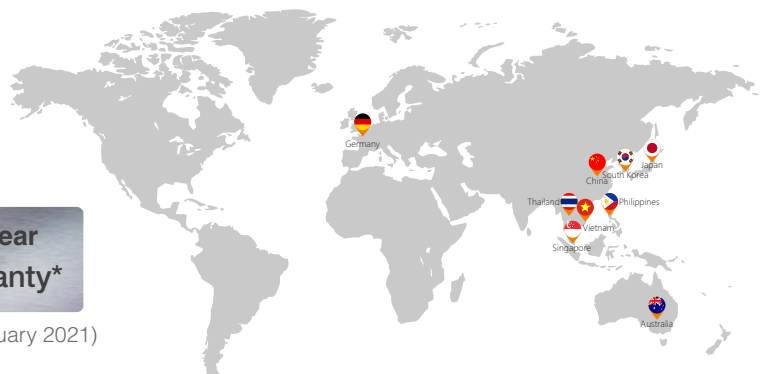 Germany
Japan
South Korea
China
Thailand
Philippines
Vietnam
Singapore
ear
anty*
uary 2021)
Australia